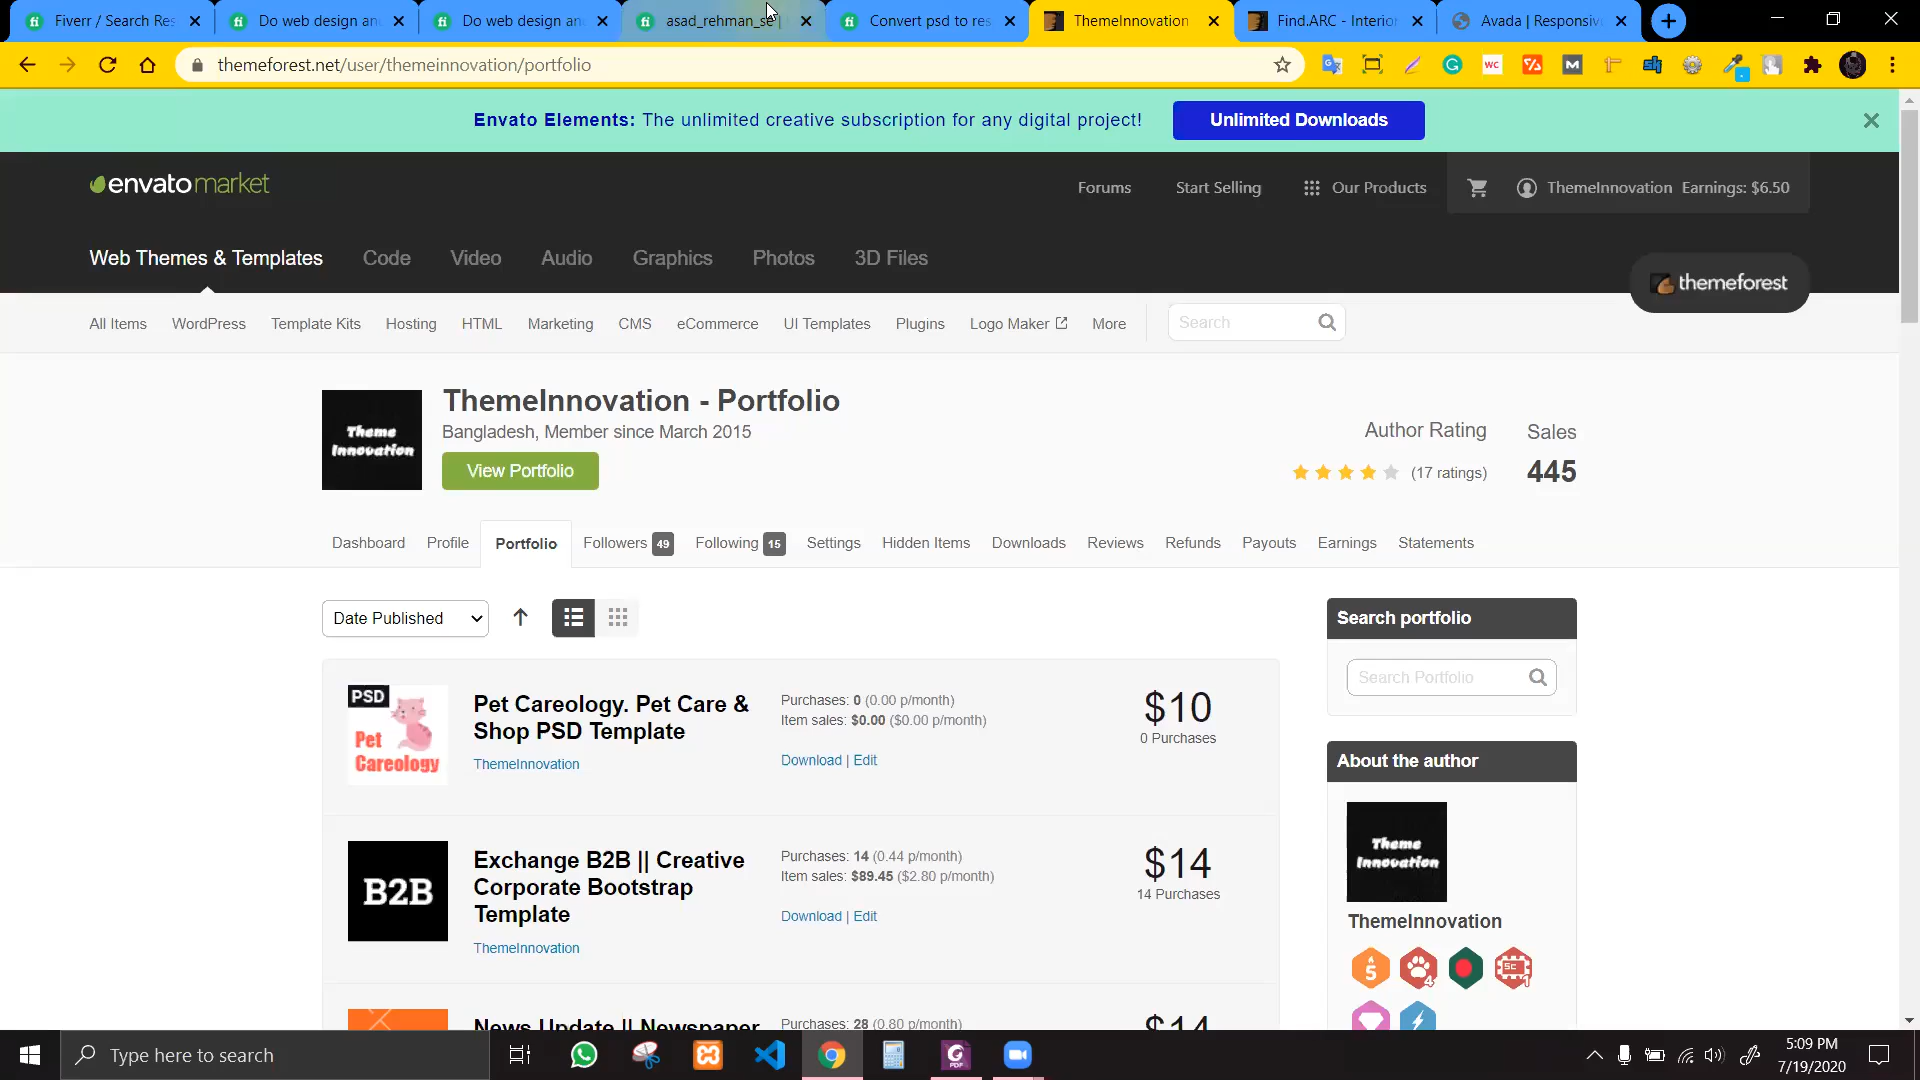 Fiverr / Search Res
Do web design an
Do web design an
asad_rehman_se |
Convert psd to res
ThemeInnovation
Find.ARC - Interior
Avada | Responsiv
themeforest.net/user/themeinnovation/portfolio
Envato Elements: The unlimited creative subscription for any digital project!
Unlimited Downloads
envatomarket
Forums
Start Selling
Our Products
ThemeInnovation Earnings: $6.50
Web Themes & Templates
Code
Video
Audio
Graphics
Photos
3D Files
themeforest
All Items
WordPress
Template Kits
Hosting
HTML
Marketing
CMS
eCommerce
UI Templates
Plugins
Logo Maker
More
Search
Theme
Innovation
ThemeInnovation - Portfolio
Bangladesh, Member since March 2015
View Portfolio
Author Rating
(17 ratings)
Sales
445
Dashboard
Profile
Portfolio
Followers 49
Following 15
Settings
Hidden Items
Downloads
Reviews
Refunds
Payouts
Earnings
Statements
Date Published
PSD
Pet
Careology
Pet Careology. Pet Care &
Shop PSD Template
ThemeInnovation
Purchases: 0 (0.00 p/month)
Item sales: $0.00 ($0.00 p/month)
Download | Edit
$10
0 Purchases
B2B
Exchange B2B || Creative
Corporate Bootstrap
Template
ThemeInnovation
Purchases: 14 (0.44 p/month)
Item sales: $89.45 ($2.80 p/month)
Download | Edit
$14
14 Purchases
News Update || Newspaper
Purchases: 28 (0.80 p/month)
$14
Search portfolio
Search Portfolio
About the author
Theme
Innovation
ThemeInnovation
5
4
SC
1
Type here to search
5:09 PM
7/19/2020